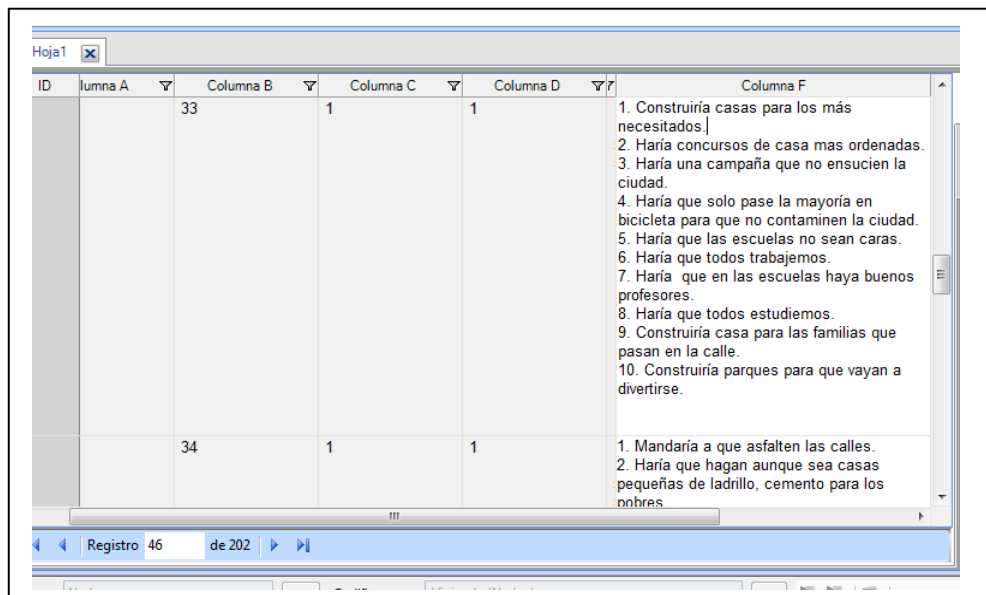 Hoja1
ID lumna A Columna B Columna C Columna D Columna F
33 1 1 1. Construiría casas para los más
necesitados.
2. Haría concursos de casa mas ordenadas.
3. Haría una campaña que no ensucien la
ciudad.
4. Haría que solo pase la mayoría en
bicicleta para que no contaminen la ciudad.
5. Haría que las escuelas no sean caras.
6. Haría que todos trabajemos.
7. Haría  que en las escuelas haya buenos
profesores.
8. Haría que todos estudiemos.
9. Construiría casa para las familias que
pasan en la calle.
10. Construiría parques para que vayan a
divertirse.
34 1 1 1. Mandaría a que asfalten las calles.
2. Haría que hagan aunque sea casas
pequeñas de ladrillo, cemento para los
pobres
Registro 46 de 202